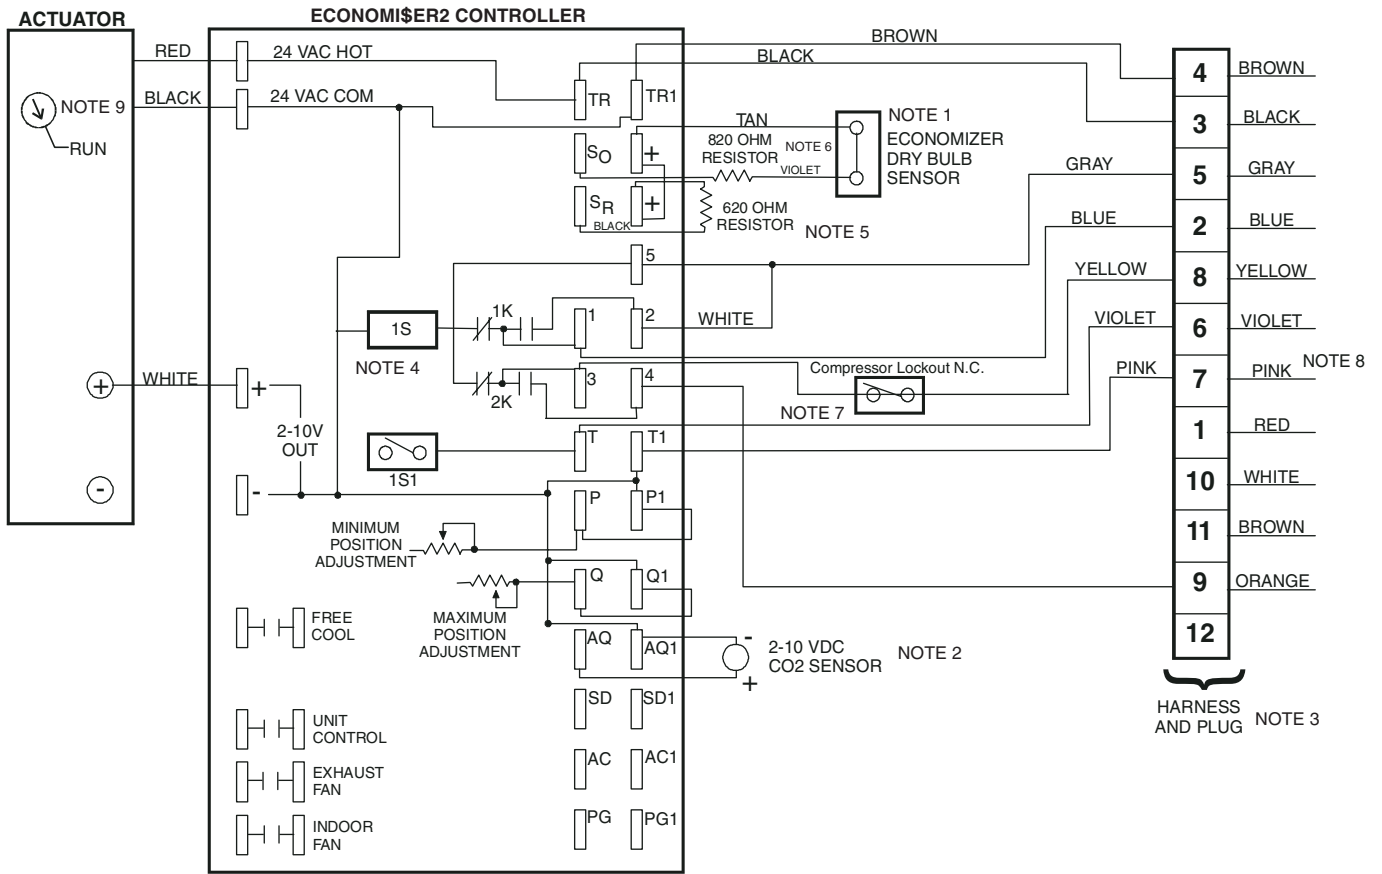 ACTUATOR
ECONOMI$ER2 CONTROLLER
RED
24 VAC HOT
BLACK
24 VAC COM
NOTE 9
RUN
WHITE
+
-
+
2-10V
OUT
-
TR
TR1
SO
+
SR
+
BLACK
5
1K
1S
NOTE 4
1
2
2K
3
4
1S1
T
T1
P
P1
MINIMUM
POSITION
ADJUSTMENT
Q
Q1
MAXIMUM
POSITION
ADJUSTMENT
AQ
AQ1
SD
SD1
AC
AC1
PG
PG1
FREE
COOL
UNIT
CONTROL
EXHAUST
FAN
INDOOR
FAN
BROWN
BLACK
TAN
820 OHM
RESISTOR
NOTE 6
VIOLET
NOTE 1
ECONOMIZER
DRY BULB
SENSOR
620 OHM
RESISTOR
NOTE 5
GRAY
BLUE
WHITE
YELLOW
Compressor Lockout N.C.
NOTE 7
VIOLET
PINK
-
2-10 VDC
CO2 SENSOR
+
NOTE 2
4 BROWN
3 BLACK
5 GRAY
2 BLUE
8 YELLOW
6 VIOLET
7 PINK
NOTE 8
1 RED
10 WHITE
11 BROWN
9 ORANGE
12
HARNESS
AND PLUG
NOTE 3